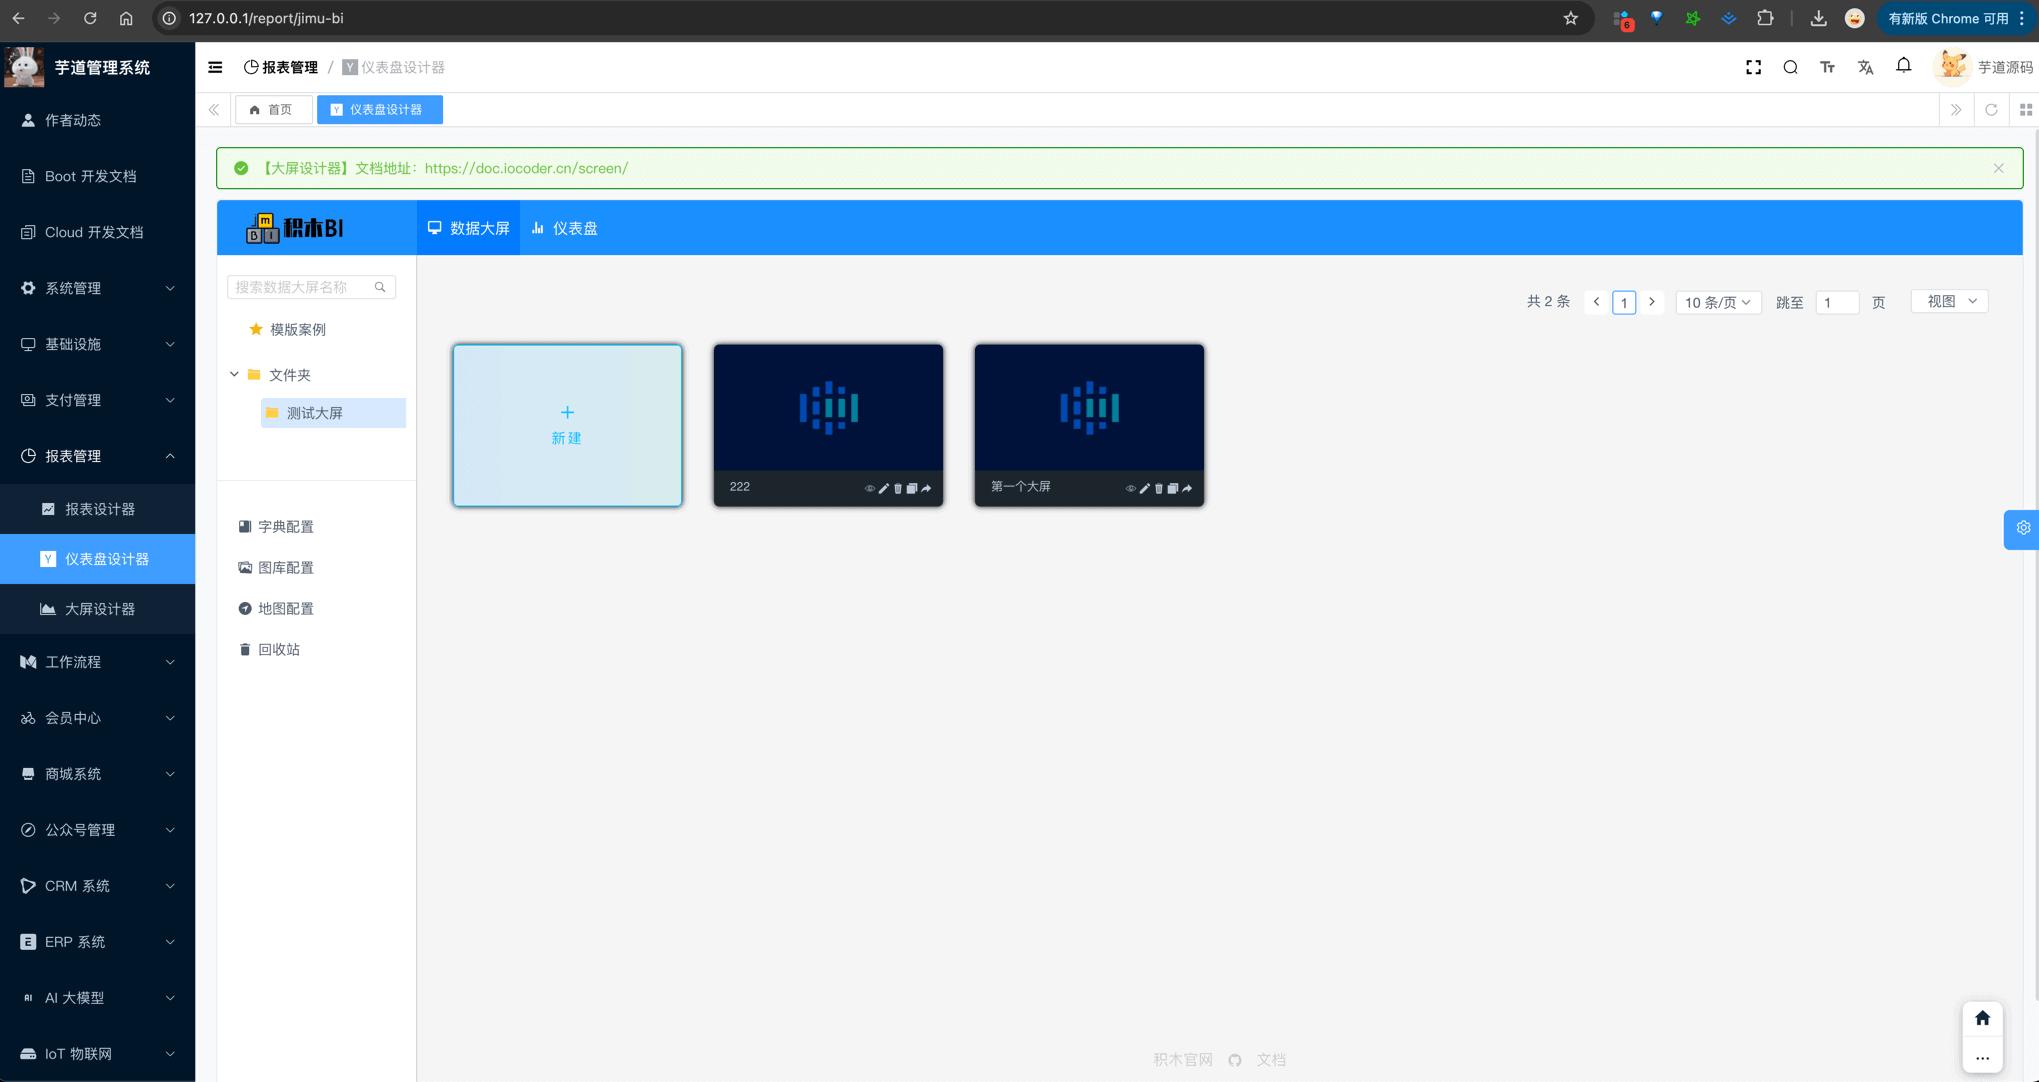 127.0.0.1/report/jimu-bi
6
有新版 Chrome 可用
芋道管理系统
报表管理 / 仪表盘设计器
芋道源码
首页
仪表盘设计器
作者动态
Boot 开发文档
Cloud 开发文档
系统管理
基础设施
支付管理
报表管理
报表设计器
仪表盘设计器
大屏设计器
工作流程
会员中心
商城系统
公众号管理
CRM 系统
ERP 系统
AI 大模型
IoT 物联网
【大屏设计器】文档地址：https://doc.iocoder.cn/screen/
积木BI
数据大屏
仪表盘
搜索数据大屏名称
模版案例
文件夹
测试大屏
字典配置
图库配置
地图配置
回收站
共 2 条 1 10 条/页 跳至 1 页 视图
新建
222
第一个大屏
积木官网 文档